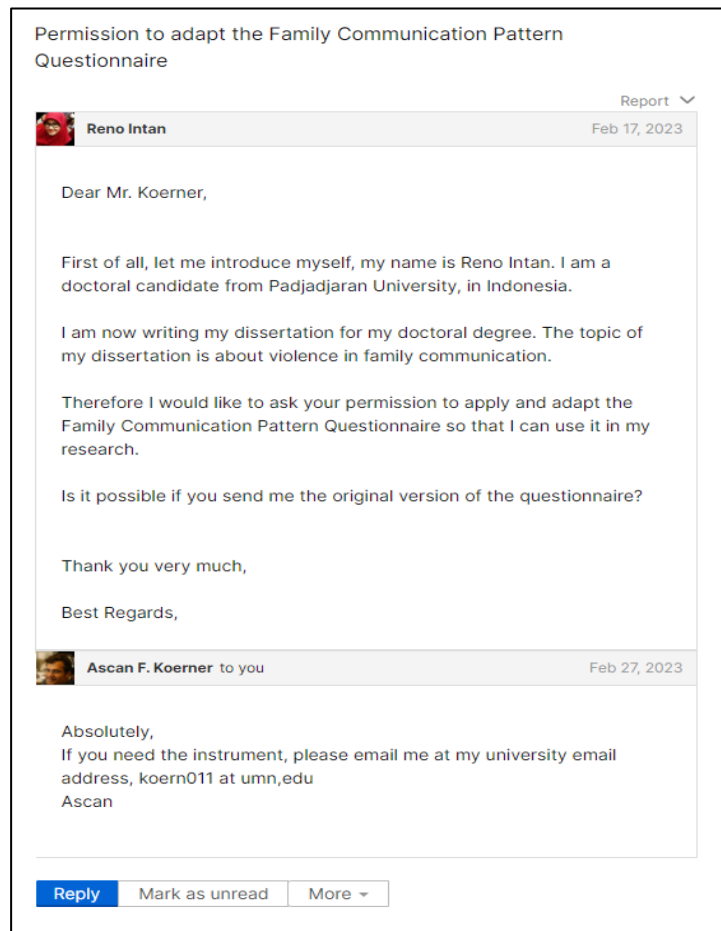 Permission to adapt the Family Communication Pattern
Questionnaire
Report
Reno Intan
Feb 17, 2023
Dear Mr. Koerner,
First of all, let me introduce myself, my name is Reno Intan. I am a
doctoral candidate from Padjadjaran University, in Indonesia.
I am now writing my dissertation for my doctoral degree. The topic of
my dissertation is about violence in family communication.
Therefore I would like to ask your permission to apply and adapt the
Family Communication Pattern Questionnaire so that I can use it in my
research.
Is it possible if you send me the original version of the questionnaire?
Thank you very much,
Best Regards,
Ascan F. Koerner to you
Feb 27, 2023
Absolutely,
If you need the instrument, please email me at my university email
address, koern011 at umn,edu
Ascan
Reply
Mark as unread
More